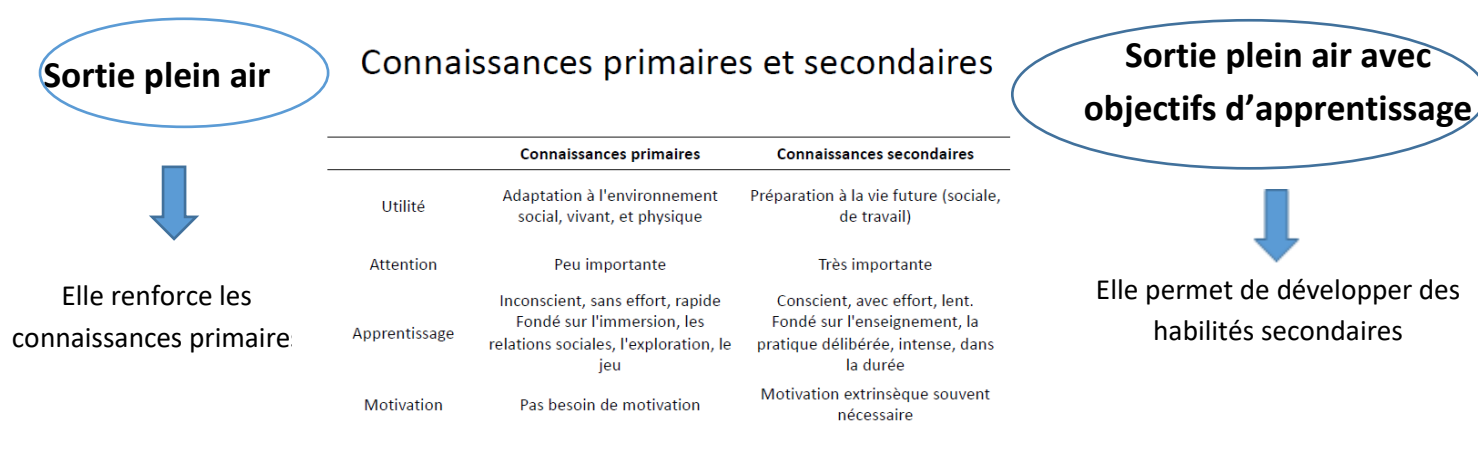 Sortie plein air
Elle renforce les
connaissances primaire
Connaissances primaires et secondaires
Connaissances primaires
Connaissances secondaires
Utilité
Adaptation à l'environnement
social, vivant, et physique
Préparation à la vie future (sociale,
de travail)
Attention
Peu importante
Très importante
Apprentissage
Inconscient, sans effort, rapide
Fondé sur l'immersion, les
relations sociales, l'exploration, le
jeu
Conscient, avec effort, lent.
Fondé sur l'enseignement, la
pratique délibérée, intense, dans
la durée
Motivation
Pas besoin de motivation
Motivation extrinsèque souvent
nécessaire
Sortie plein air avec
objectifs d’apprentissage
Elle permet de développer des
habilités secondaires